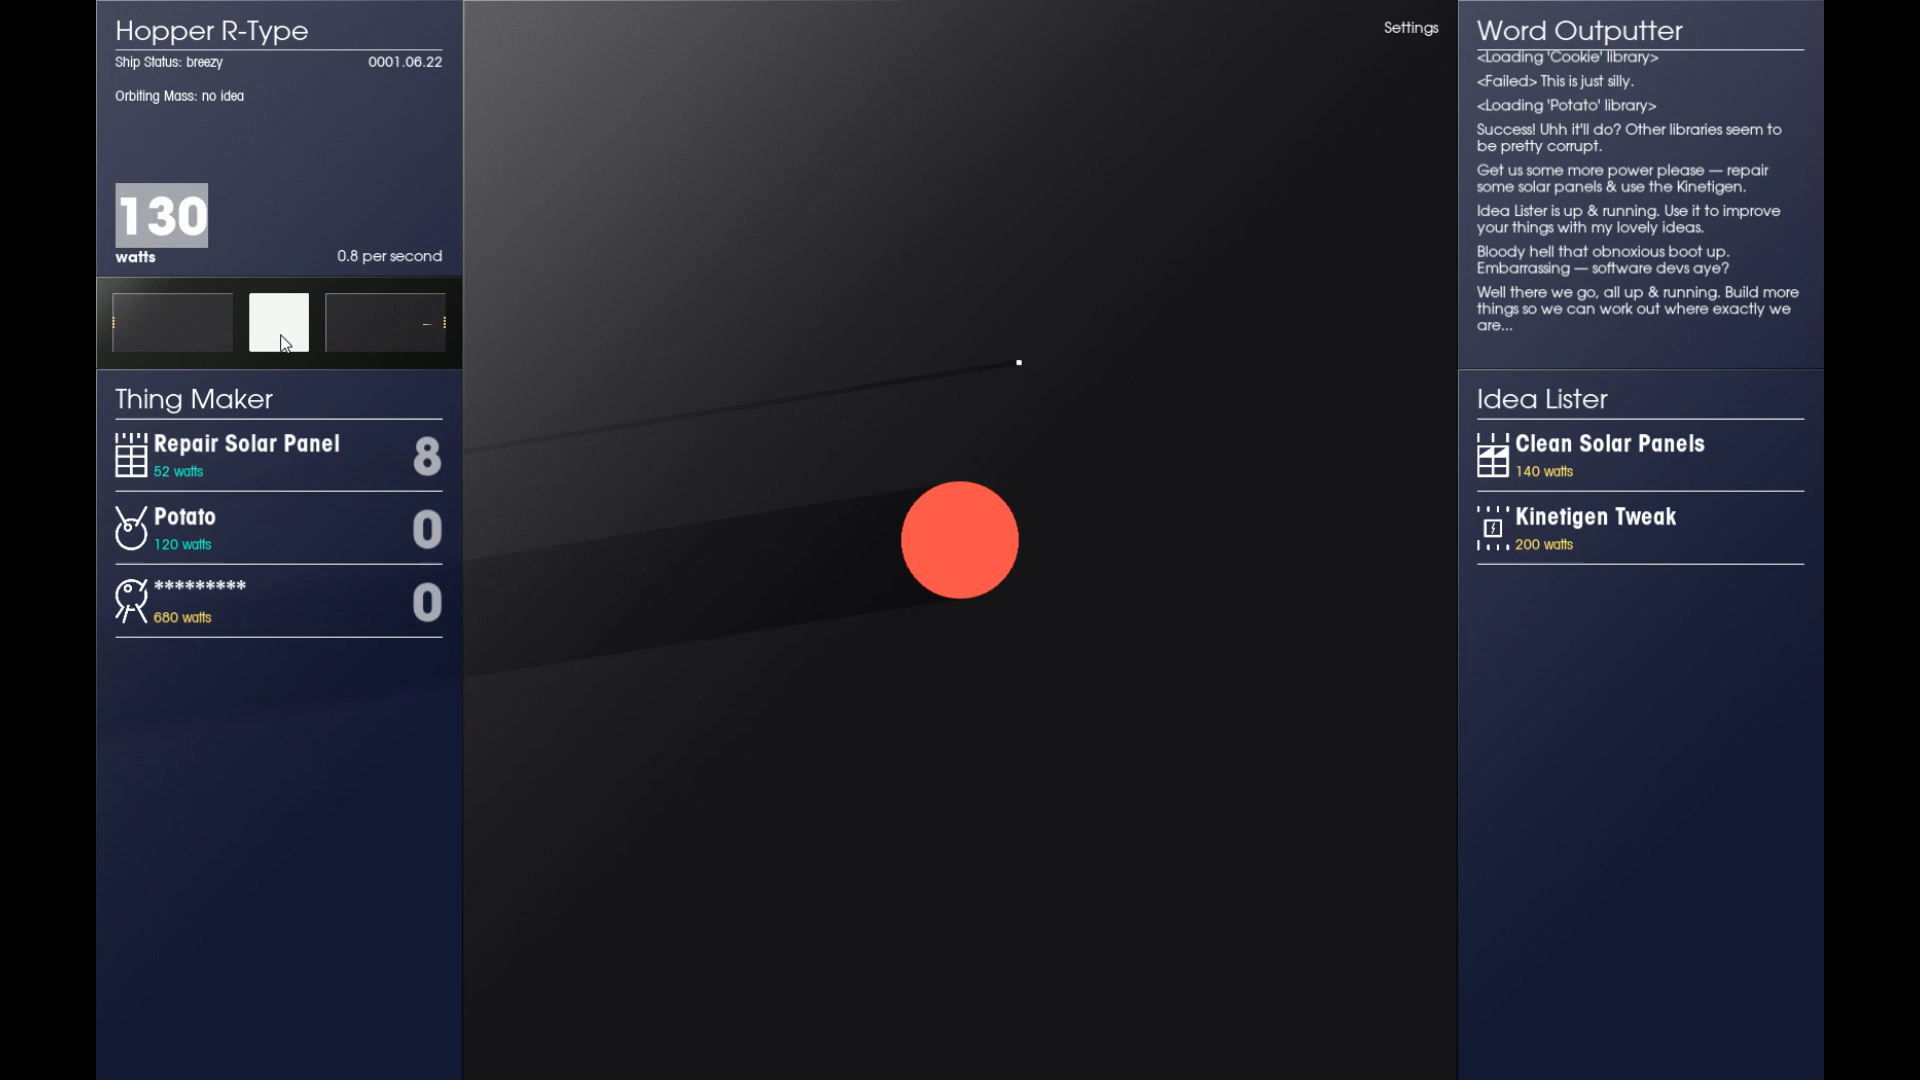 Hopper R-Type
Ship Status: breezy
0001.06.22
Orbiting Mass: no idea
130
watts
0.8 per second
Thing Maker
Repair Solar Panel
52 watts
8
Potato
120 watts
0
*********
680 watts
0
Settings
Word Outputter
<Loading 'Cookie' library>
<Failed> This is just silly.
<Loading 'Potato' library>
Success! Uhh it'll do? Other libraries seem to
be pretty corrupt.
Get us some more power please — repair
some solar panels & use the Kinetigen.
Idea Lister is up & running. Use it to improve
your things with my lovely ideas.
Bloody hell that obnoxious boot up.
Embarrassing — software devs aye?
Well there we go, all up & running. Build more
things so we can work out where exactly we
are...
Idea Lister
Clean Solar Panels
140 watts
Kinetigen Tweak
200 watts